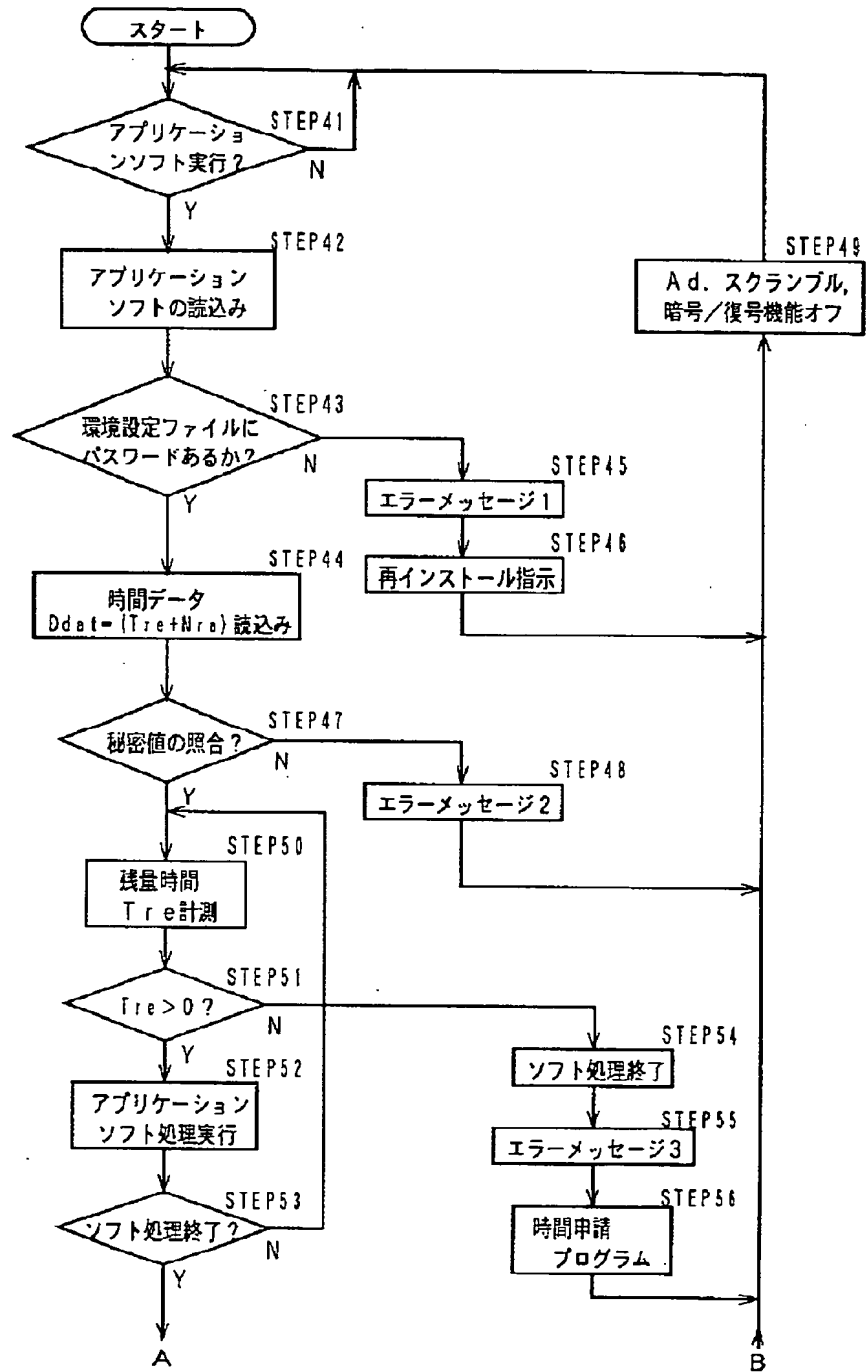 スタート
STEP41
アプリケーショ
ンソフト実行?
N
Y
STEP42
アプリケーション
ソフトの読込み
STEP49
Ad. スクランブル,
暗号/復号機能オフ
STEP43
環境設定ファイルに
パスワードあるか?
N
Y
STEP45
エラーメッセージ1
STEP46
再インストール指示
STEP44
時間データ
Ddat=(Tre+Nre)読込み
STEP47
秘密値の照合?
N
Y
STEP48
エラーメッセージ2
STEP50
残量時間
Tre計測
STEP51
Tre>0?
N
Y
STEP54
ソフト処理終了
STEP52
アプリケーション
ソフト処理実行
STEP55
エラーメッセージ3
STEP53
ソフト処理終了?
N
Y
STEP56
時間申請
プログラム
A
B